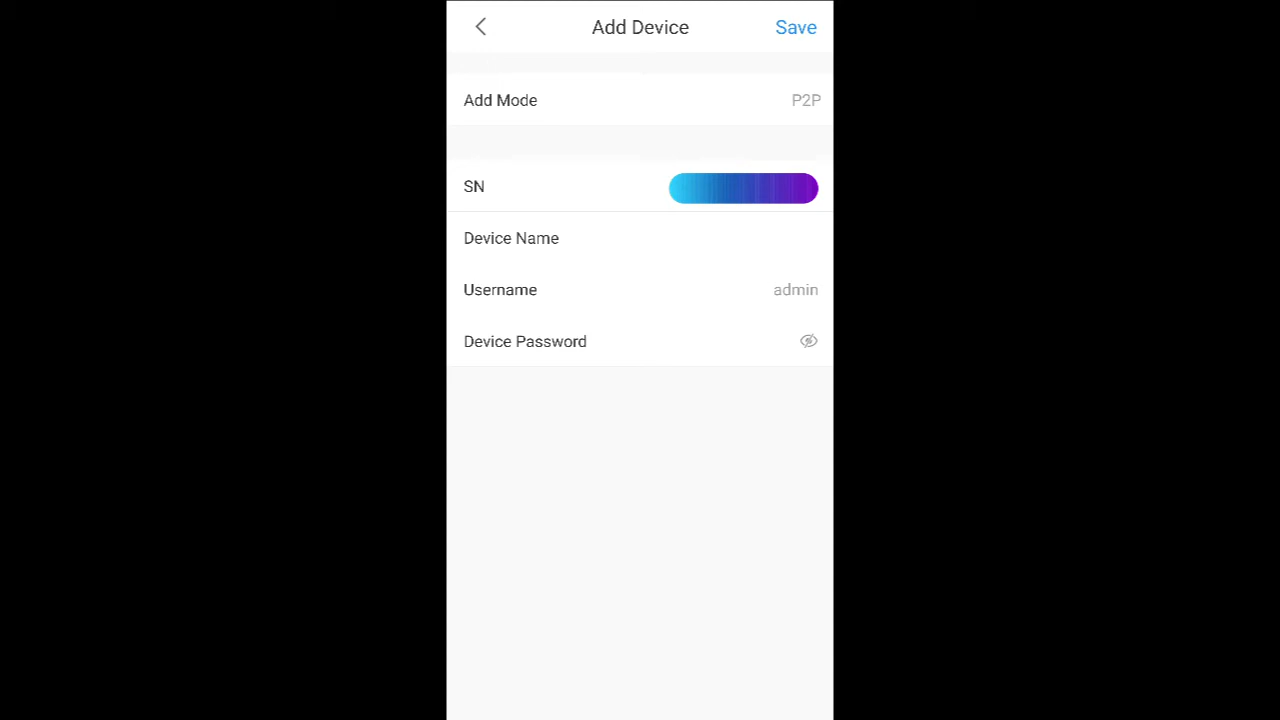 Add Device
Save
Add Mode
P2P
SN
Device Name
Username
admin
Device Password